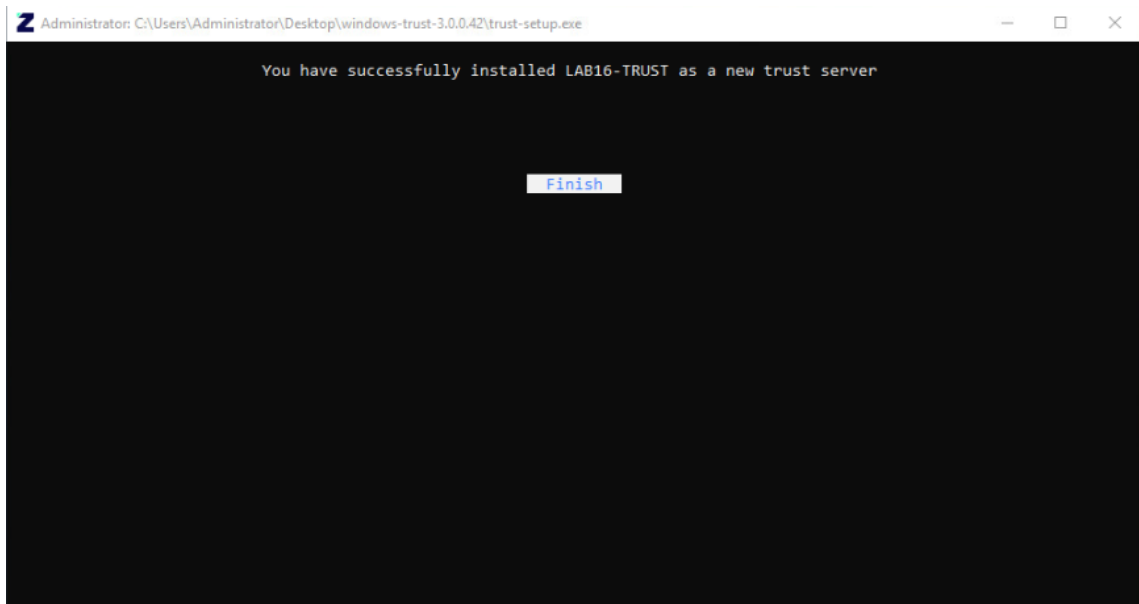 Administrator: C:\Users\Administrator\Desktop\windows-trust-3.0.0.42\trust-setup.exe
You have successfully installed LAB16-TRUST as a new trust server
Finish